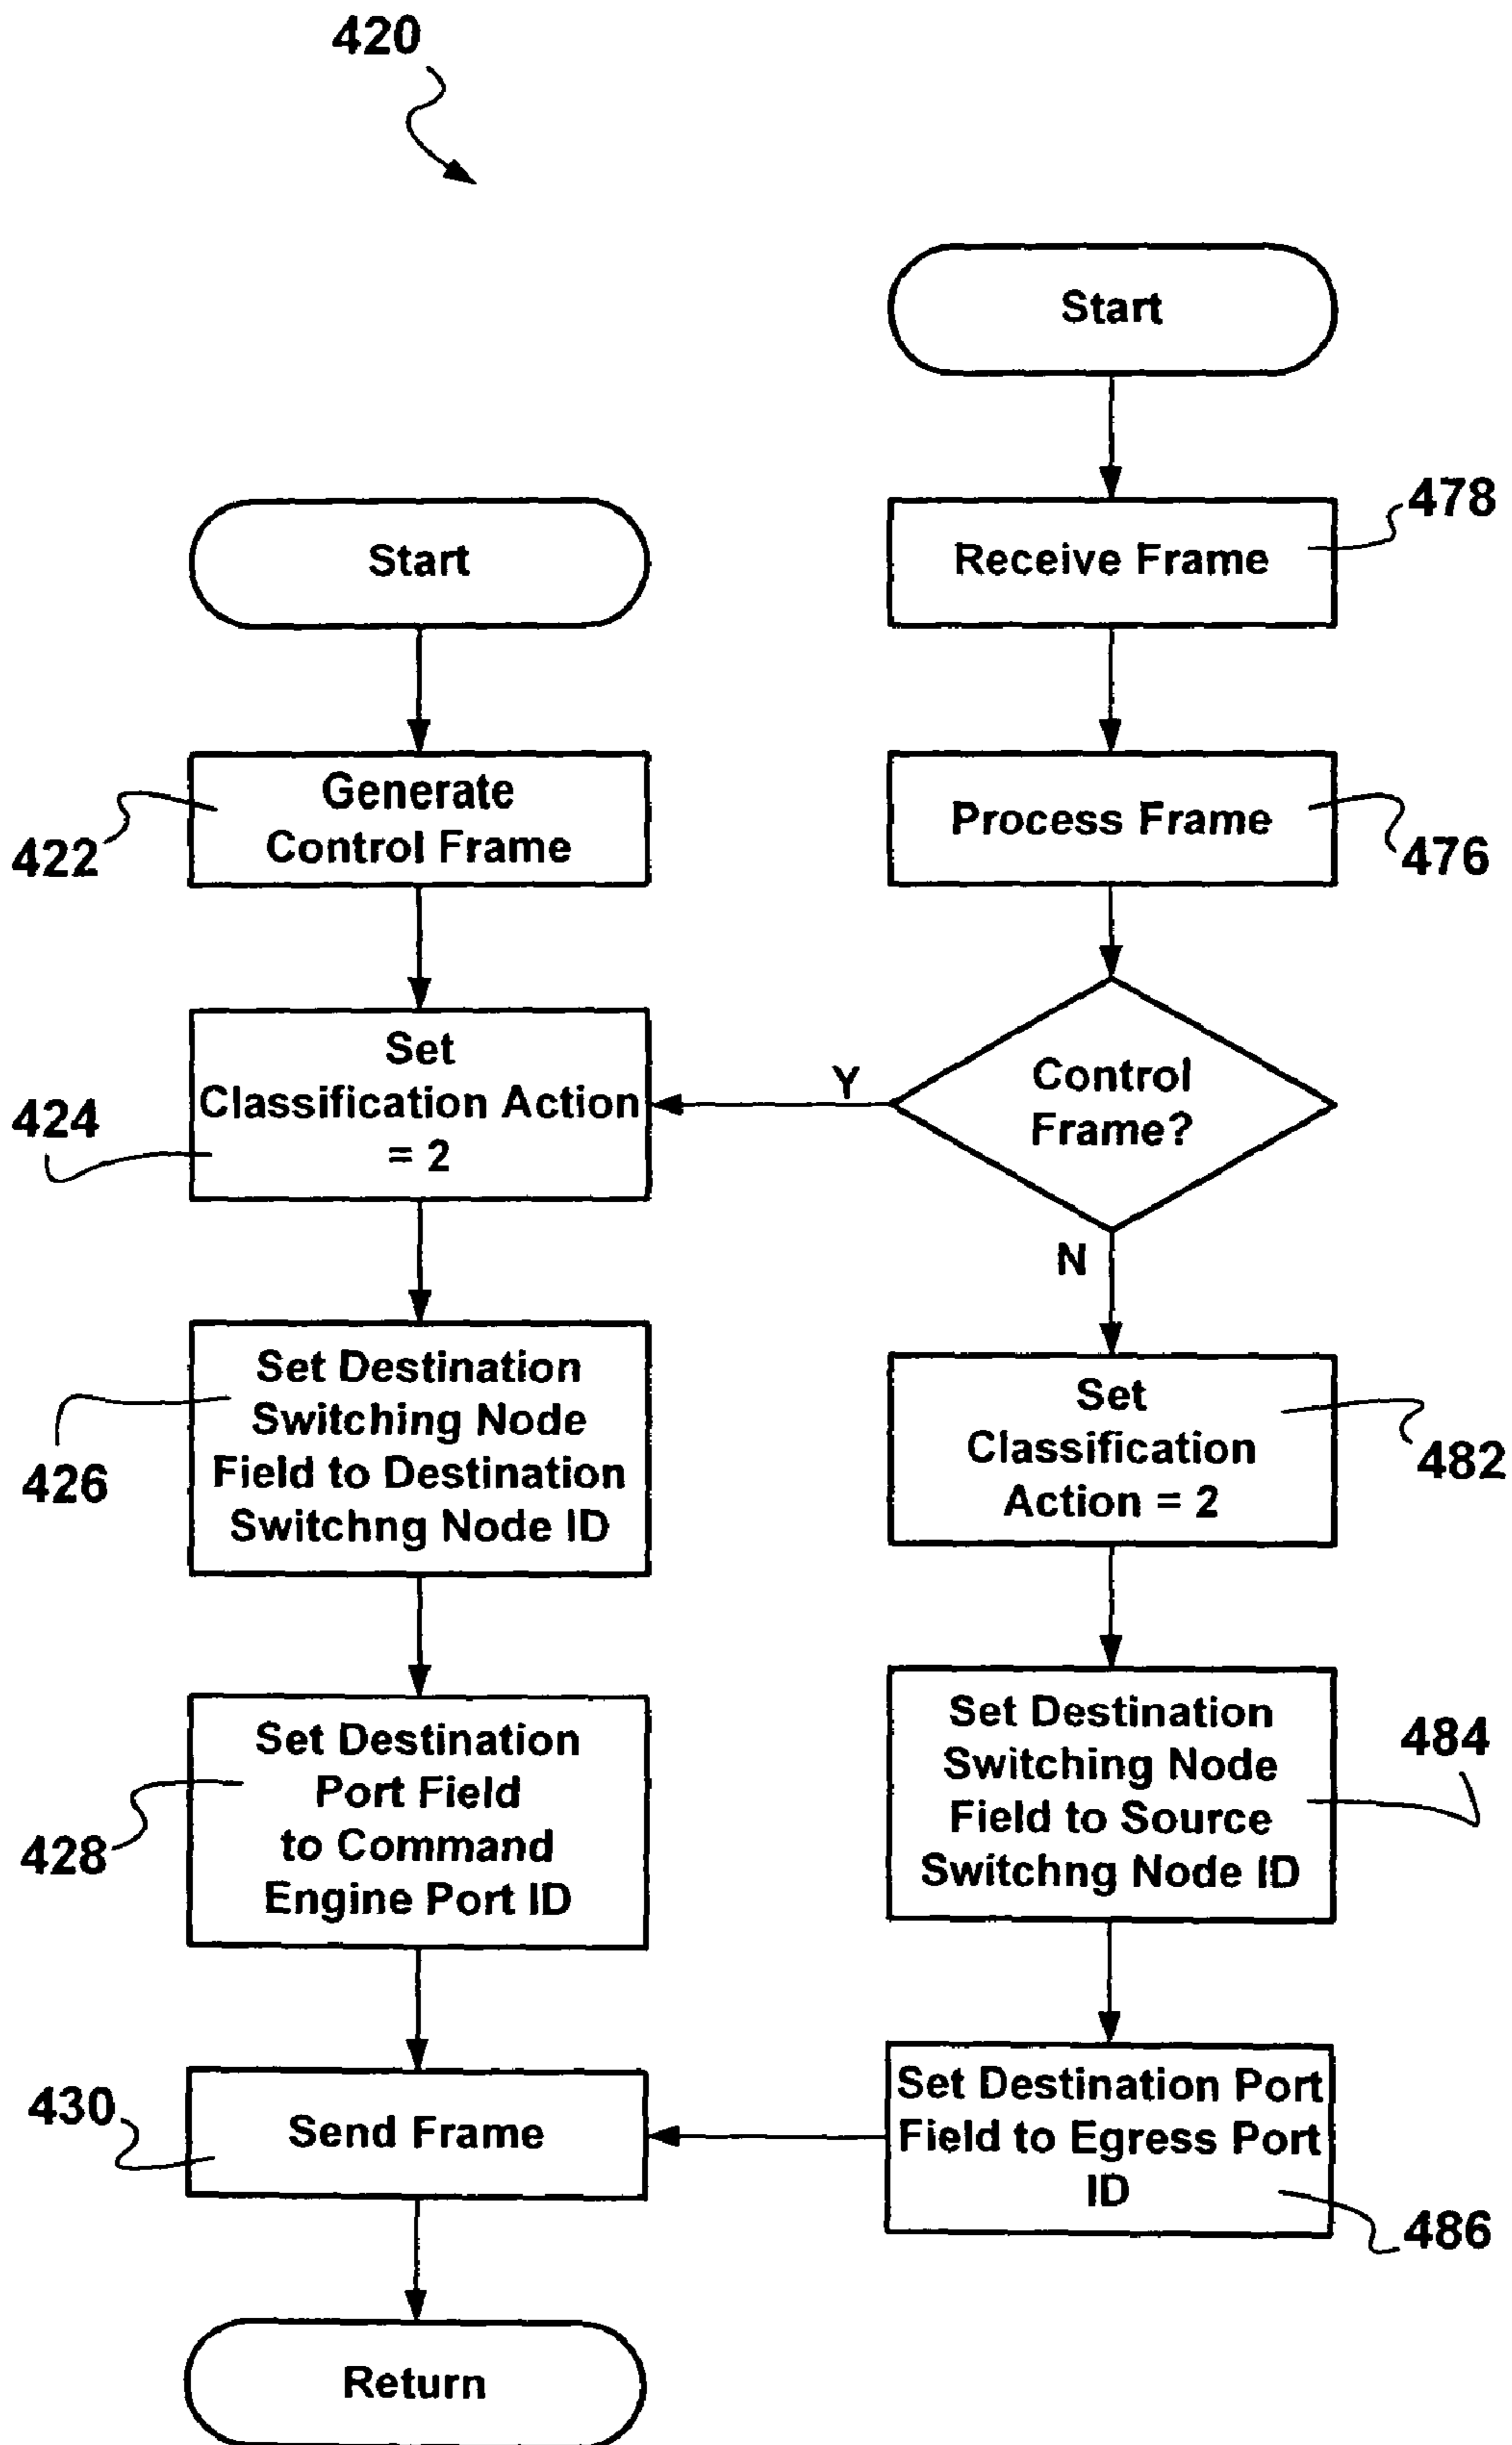 420
Start
Generate
Control Frame
422
Set
Classification Action
= 2
424
Set Destination
Switching Node
Field to Destination
Switchng Node ID
426
Set Destination
Port Field
to Command
Engine Port ID
428
Send Frame
430
Return
Start
Receive Frame
478
Process Frame
476
Control
Frame?
Y
N
Set
Classification
Action = 2
482
Set Destination
Switching Node
Field to Source
Switchng Node ID
484
Set Destination Port
Field to Egress Port
ID
486